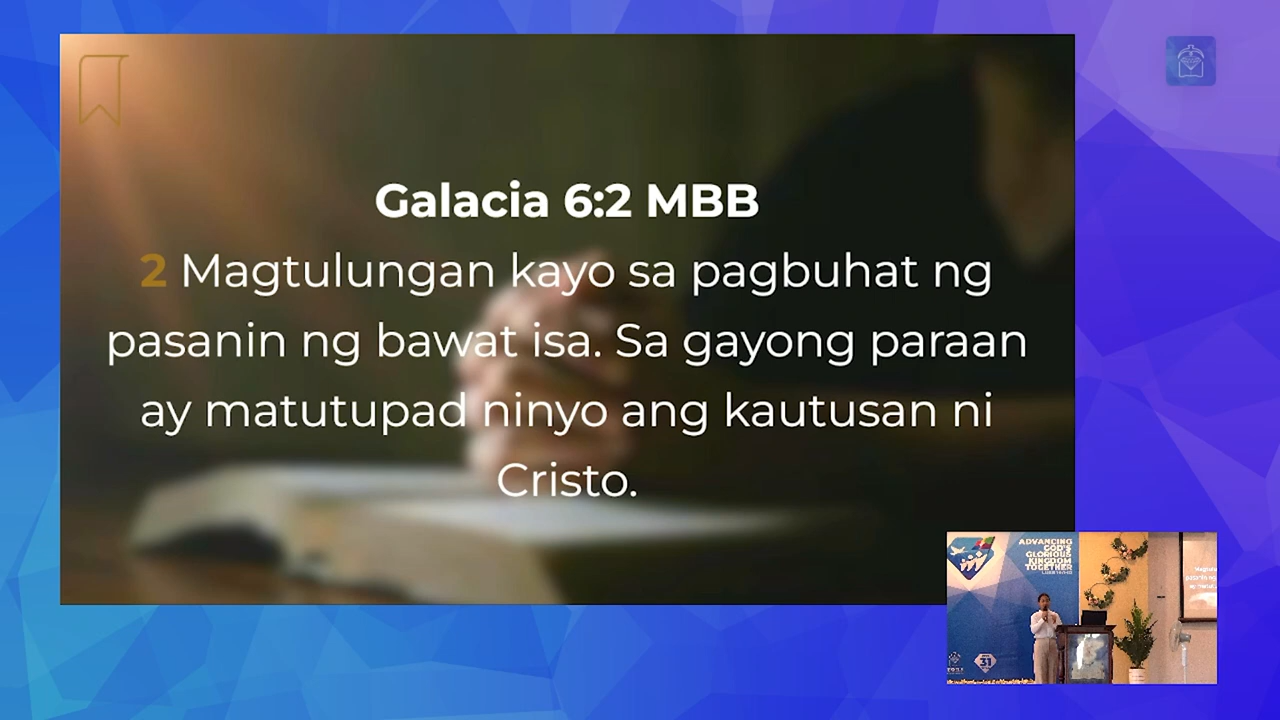 Galacia 6:2 MBB
2 Magtulungan kayo sa pagbuhat ng
pasanin ng bawat isa. Sa gayong paraan
ay matutupad ninyo ang kautusan ni
Cristo.
ADVANCING
GOD'S
GLORIOUS
KINGDOM
TOGETHER
31